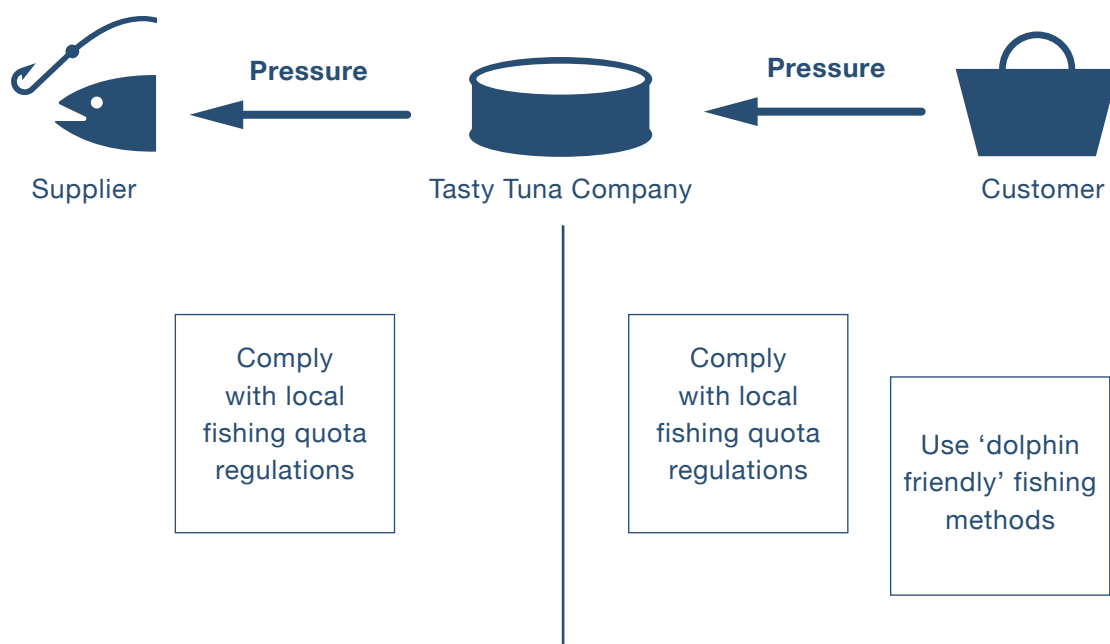 Pressure
Pressure
Supplier
Tasty Tuna Company
Customer
Comply
with local
fishing quota
regulations
Comply
with local
fishing quota
regulations
Use ‘dolphin
friendly’ fishing
methods